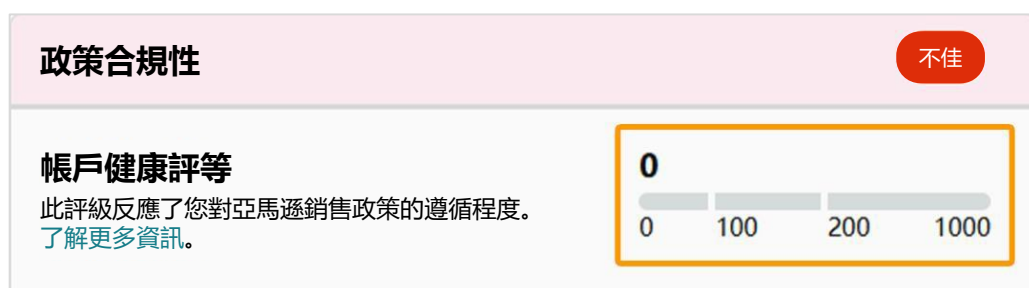 政策合規性
不佳
帳戶健康評等
此評級反應了您對亞馬遜銷售政策的遵循程度。
了解更多資訊。
0
0 100 200 1000